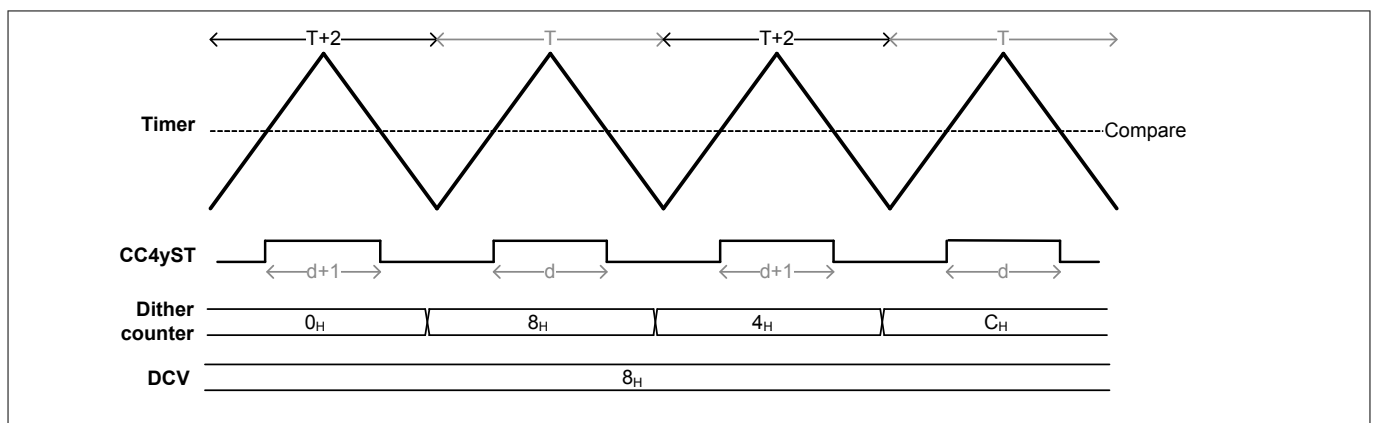 T+2 T T+2 T
Timer
Compare
CC4yST
d+1 d d+1 d
Dither
counter
0H 8H 4H CH
DCV
8H